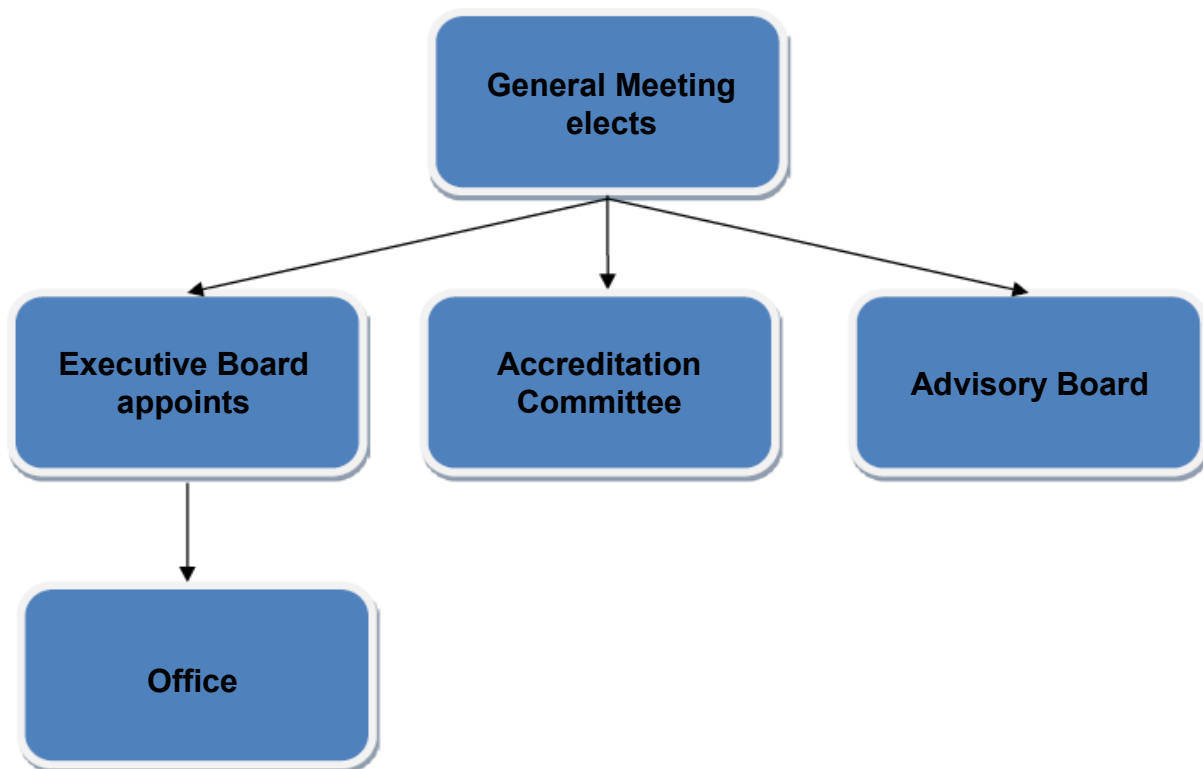 General Meeting
elects
Executive Board
appoints
Accreditation
Committee
Advisory Board
Office